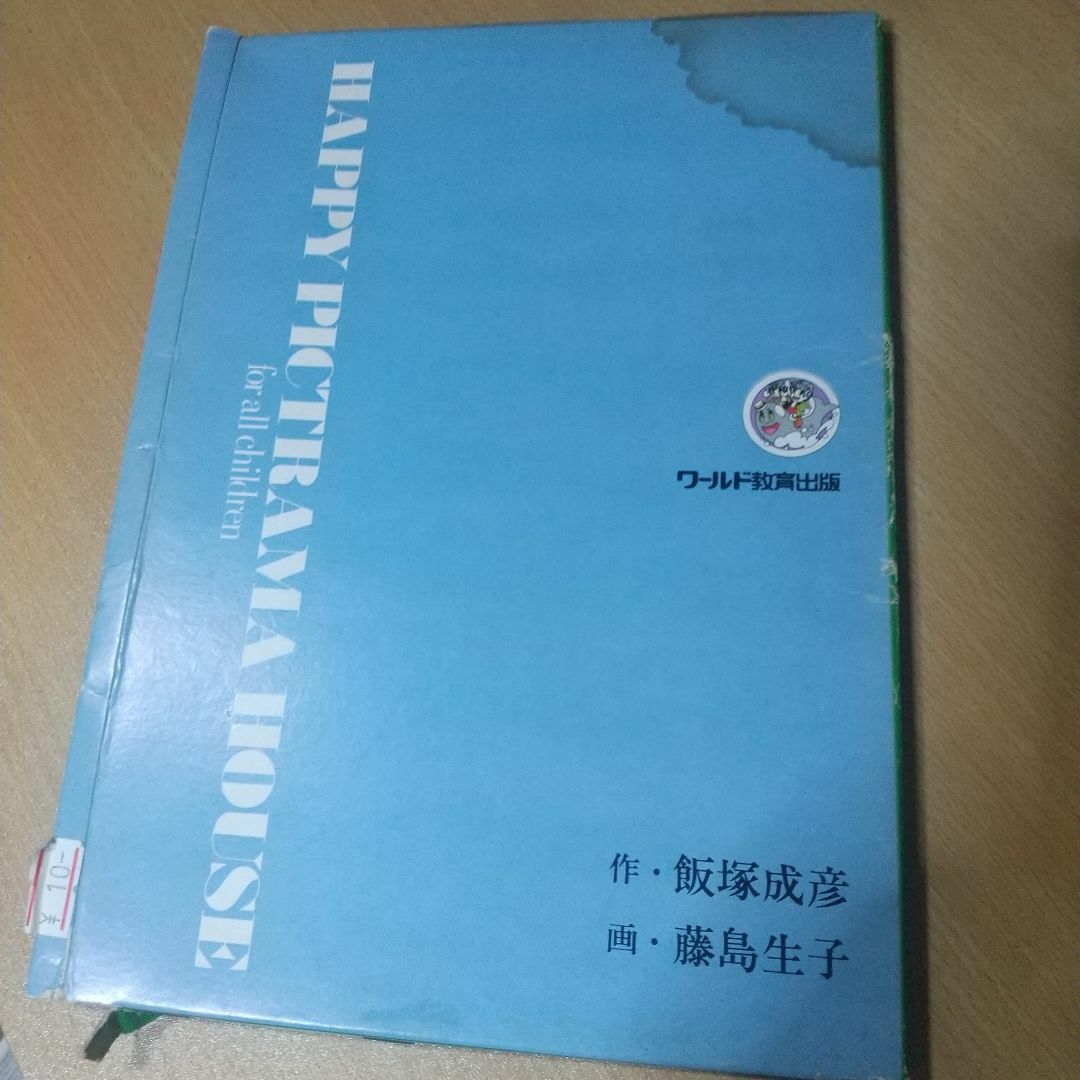 HAPPY PICTRAMA HOUSE
for all children
ワールド教育出版
作・飯塚成彦
画・藤島生子
10-